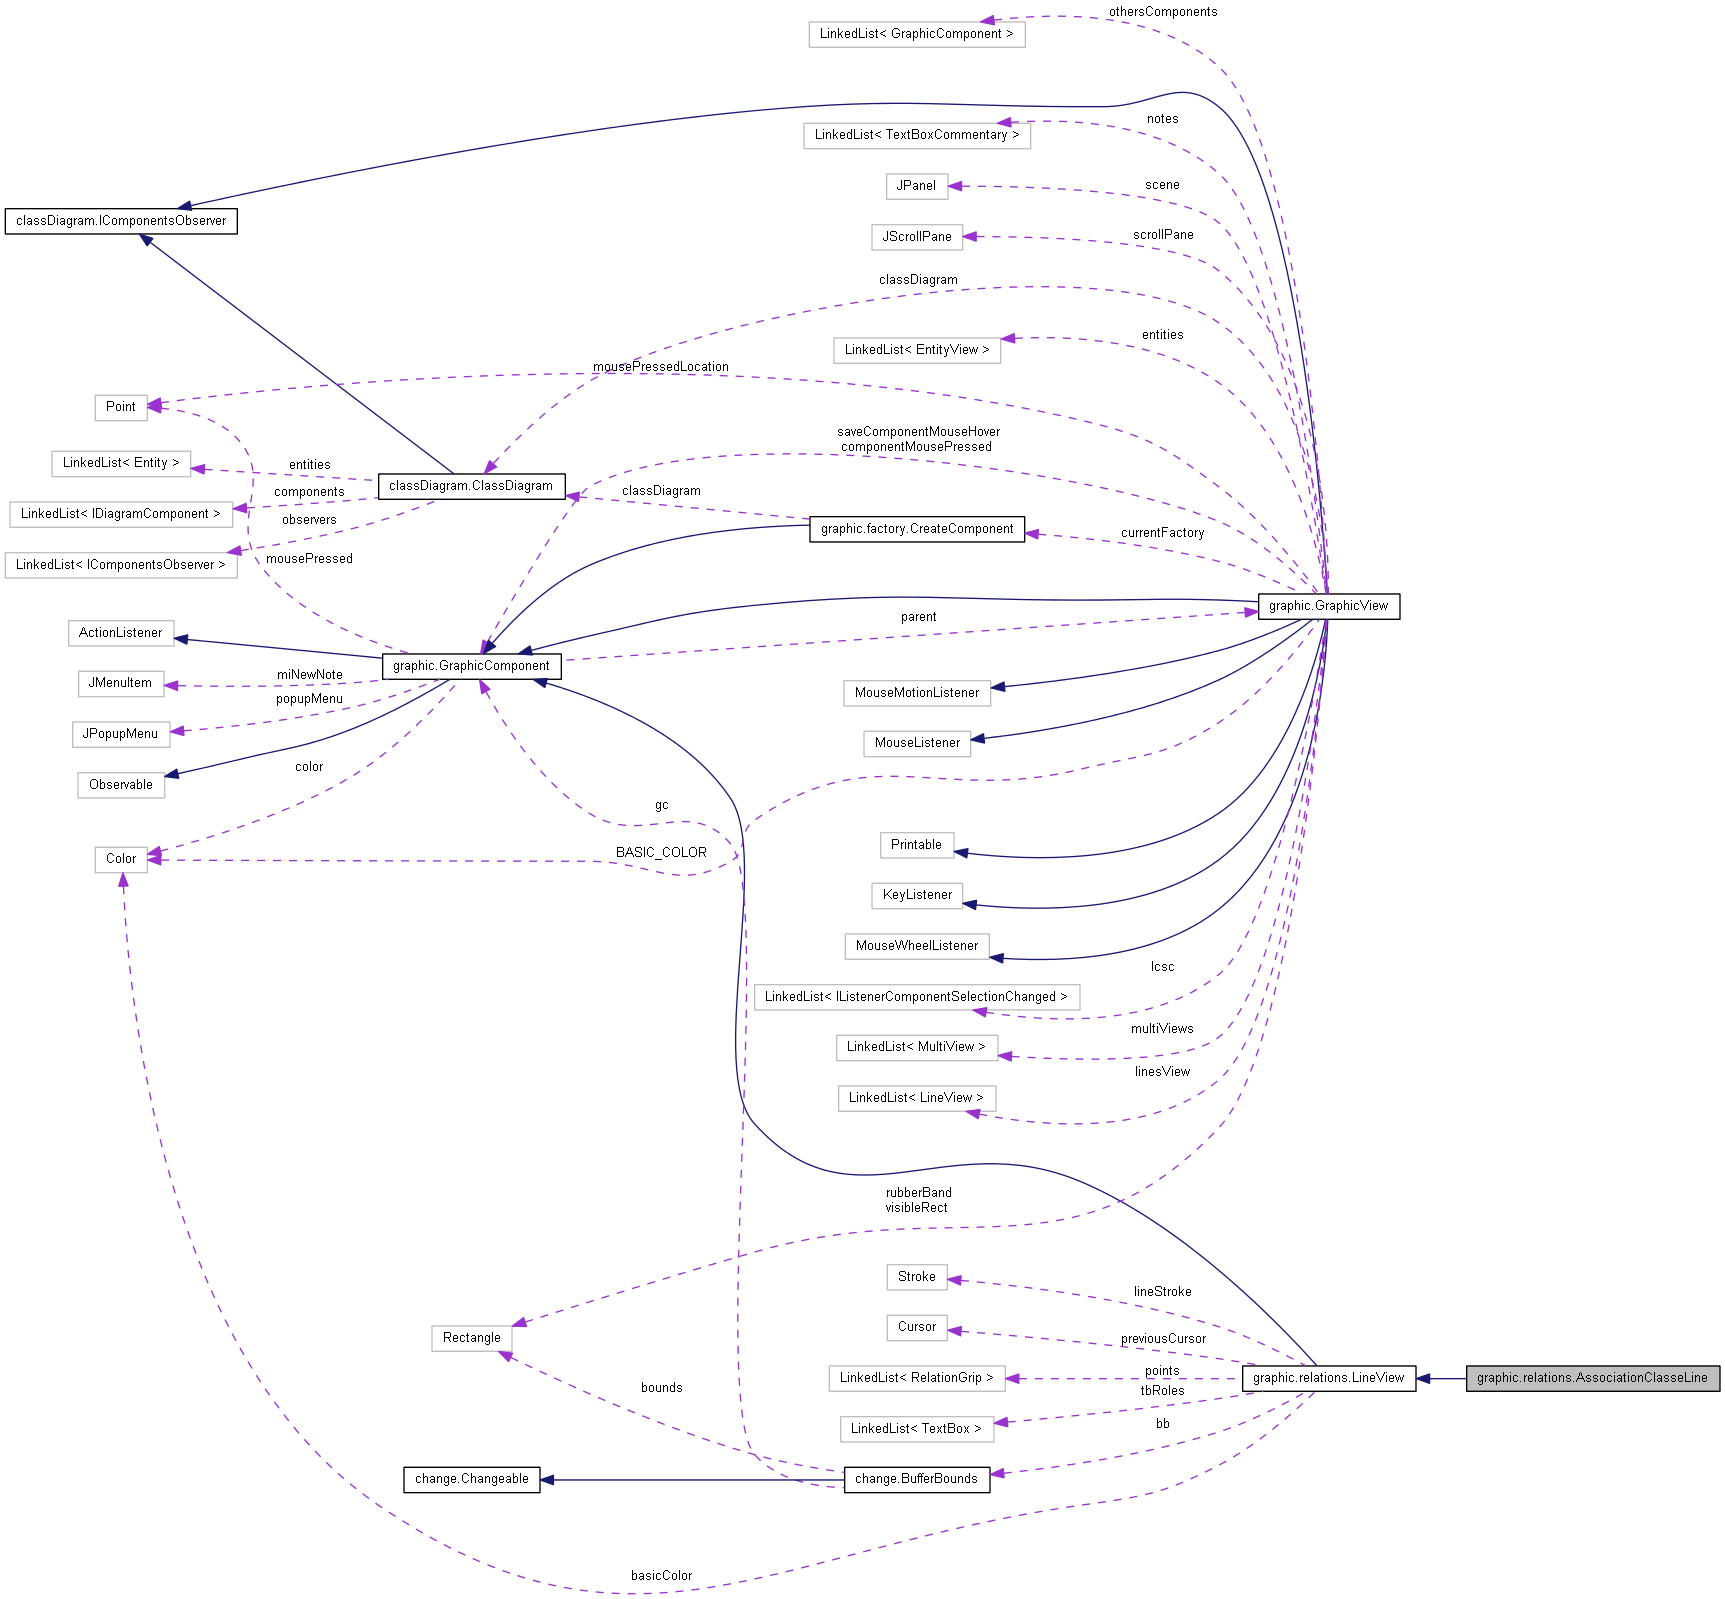 othersComponents
LinkedList< GraphicComponent >
notes
LinkedList< TextBoxCommentary >
scene
JPanel
classDiagram.IComponentsObserver
scrollPane
JScrollPane
classDiagram
entities
LinkedList< EntityView >
mousePressedLocation
Point
saveComponentMouseHover
componentMousePressed
LinkedList< Entity >
entities
classDiagram.ClassDiagram
classDiagram
components
LinkedList< IDiagramComponent >
observers
graphic.factory.CreateComponent
currentFactory
LinkedList< IComponentsObserver >
mousePressed
graphic.GraphicView
parent
ActionListener
graphic.GraphicComponent
miNewNote
JMenuItem
popupMenu
MouseMotionListener
JPopupMenu
MouseListener
color
Observable
gc
Printable
BASIC_COLOR
Color
KeyListener
MouseWheelListener
lcsc
LinkedList< IListenerComponentSelectionChanged >
multiViews
LinkedList< MultiView >
linesView
LinkedList< LineView >
rubberBand
visibleRect
Stroke
lineStroke
Cursor
Rectangle
previousCursor
points
LinkedList< RelationGrip >
graphic.relations.LineView
graphic.relations.AssociationClasseLine
bounds
tbRoles
LinkedList< TextBox >
bb
change.Changeable
change.BufferBounds
basicColor